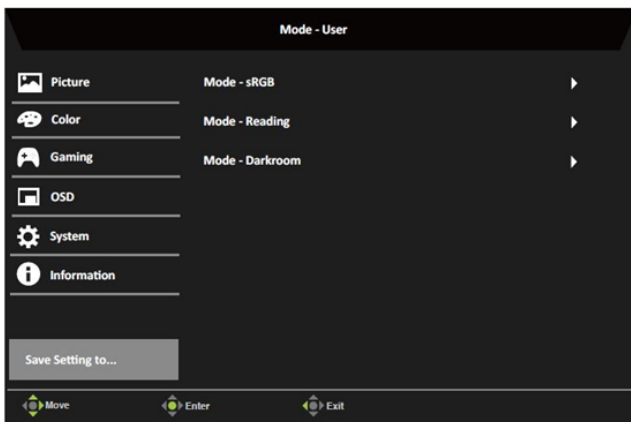 Mode - User
Picture
Mode - sRGB
Color
Mode - Reading
Gaming
Mode - Darkroom
OSD
System
Information
Save Setting to...
Move
Enter
Exit